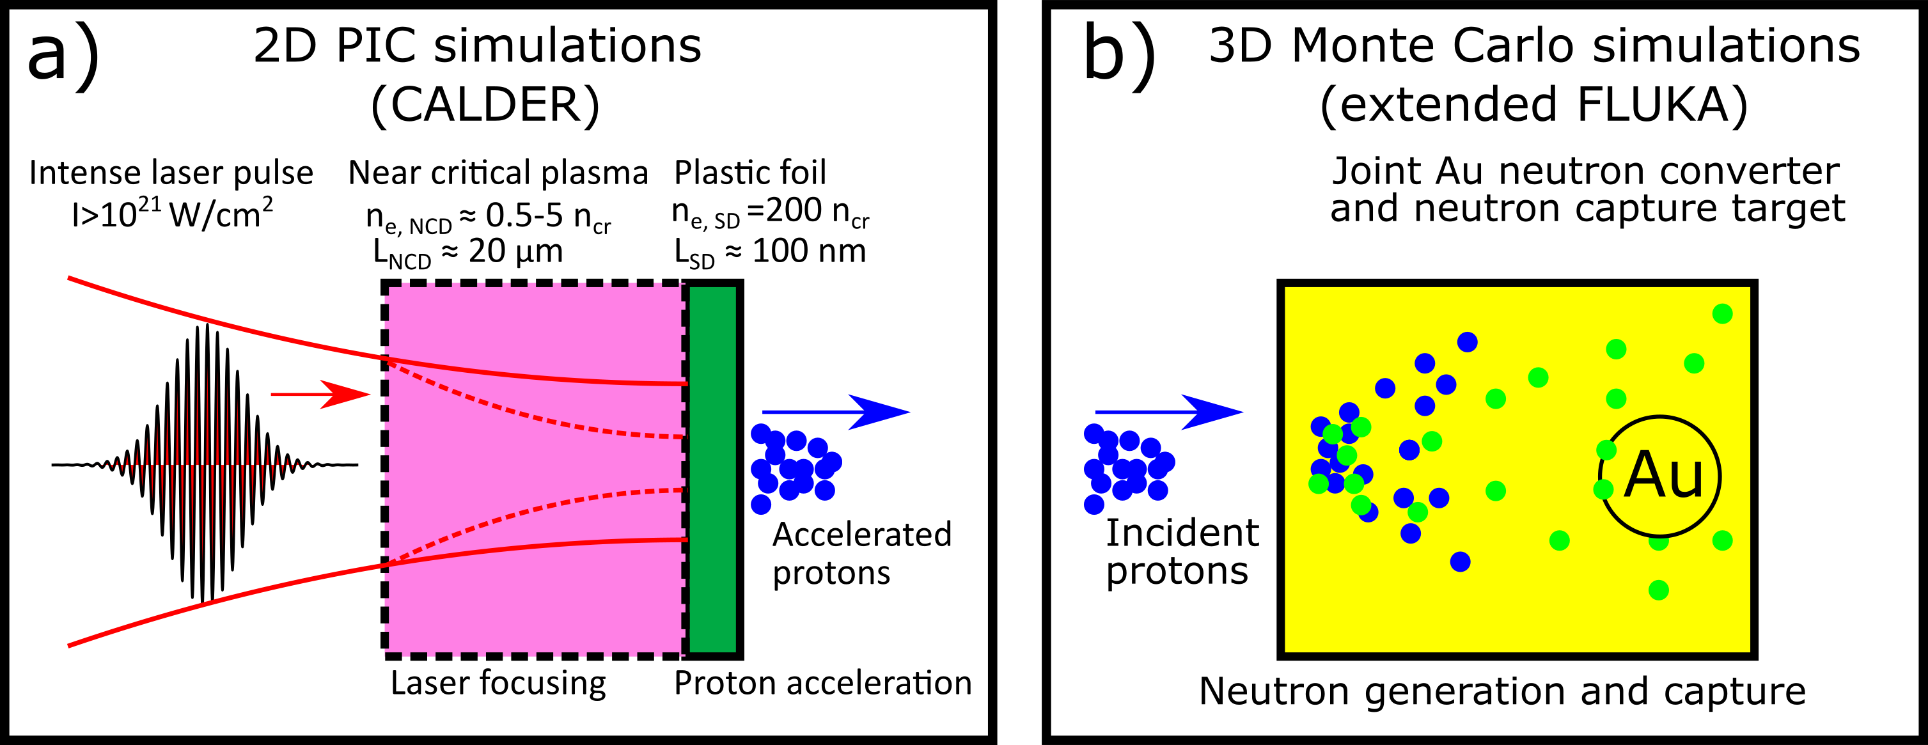 a)
2D PIC simulations
(CALDER)
Intense laser pulse
I>10²¹ W/cm²
Near critical plasma
nₑ, NCD ≈ 0.5-5 n_cr
L_NCD ≈ 20 μm
Plastic foil
nₑ, SD =200 n_cr
L_SD ≈ 100 nm
Accelerated
protons
Laser focusing
Proton acceleration
b)
3D Monte Carlo simulations
(extended FLUKA)
Joint Au neutron converter
and neutron capture target
Incident
protons
Au
Neutron generation and capture